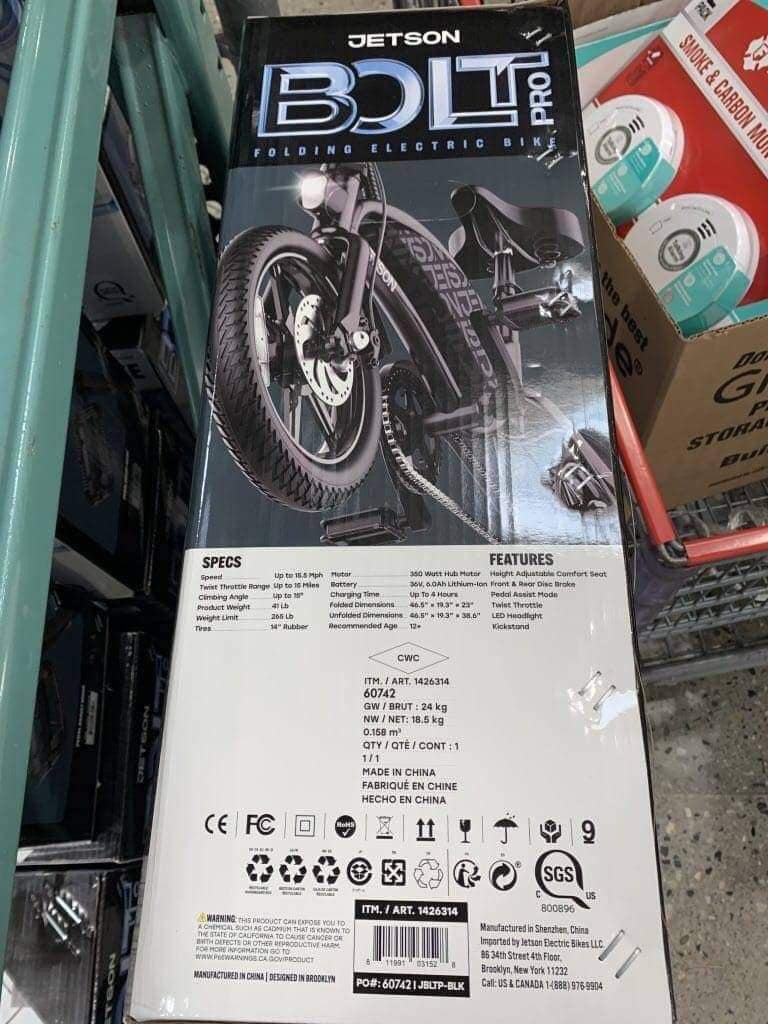 JETSON
BOLT PRO
FOLDING ELECTRIC BIKE
JETSON
SPECS
Speed Up to 15.5 Mph
Twist Throttle Range Up to 15 Miles
Climbing Angle Up to 15°
Product Weight 41 Lb
Weight Limit 265 Lb
Tires 14" Rubber
Motor 350 Watt Hub Motor
Battery 36V, 6.0Ah Lithium-Ion
Charging Time Up To 4 Hours
Folded Dimensions 46.5" × 19.3" × 23"
Unfolded Dimensions 46.5" × 19.3" × 38.6"
Recommended Age 12+
FEATURES
Height Adjustable Comfort Seat
Front & Rear Disc Brake
Pedal Assist Mode
Twist Throttle
LED Headlight
Kickstand
CWC
ITM. / ART. 1426314
60742
GW / BRUT : 24 kg
NW / NET: 18.5 kg
0.158 m³
QTY / QTÉ / CONT : 1
1 / 1
MADE IN CHINA
FABRIQUÉ EN CHINE
HECHO EN CHINA
CE FC RoHS 9
SGS
C US
800896
WARNING: THIS PRODUCT CAN EXPOSE YOU TO
A CHEMICAL SUCH AS CADMIUM THAT IS KNOWN TO
THE STATE OF CALIFORNIA TO CAUSE CANCER OR
BIRTH DEFECTS OR OTHER REPRODUCTIVE HARM.
FOR MORE INFORMATION GO TO
WWW.P65WARNINGS.CA.GOV/PRODUCT
MANUFACTURED IN CHINA | DESIGNED IN BROOKLYN
ITM. / ART. 1426314
8 11991 03152 8
PO#: 60742 | JBLTP-BLK
Manufactured in Shenzhen, China
Imported by Jetson Electric Bikes LLC.
86 34th Street 4th Floor,
Brooklyn, New York 11232
Call: US & CANADA 1-(888) 976-9904
PACK
SMOKE & CARBON MON
the best
de®
STORA
JETSON